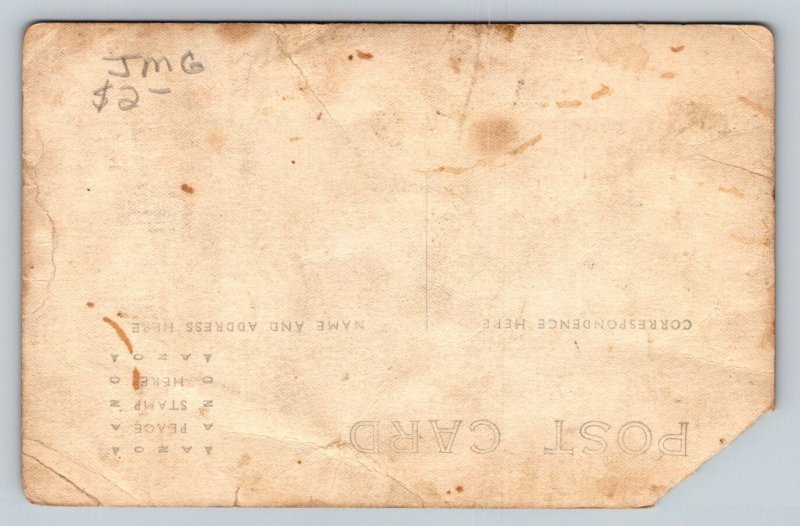 JMG
$2-
POST CARD
CORRESPONDENCE HERE
NAME AND ADDRESS HERE
▲ A Z O ▲
A PLACE A
Z STAMP Z
O HERE O
▲ A Z O ▲